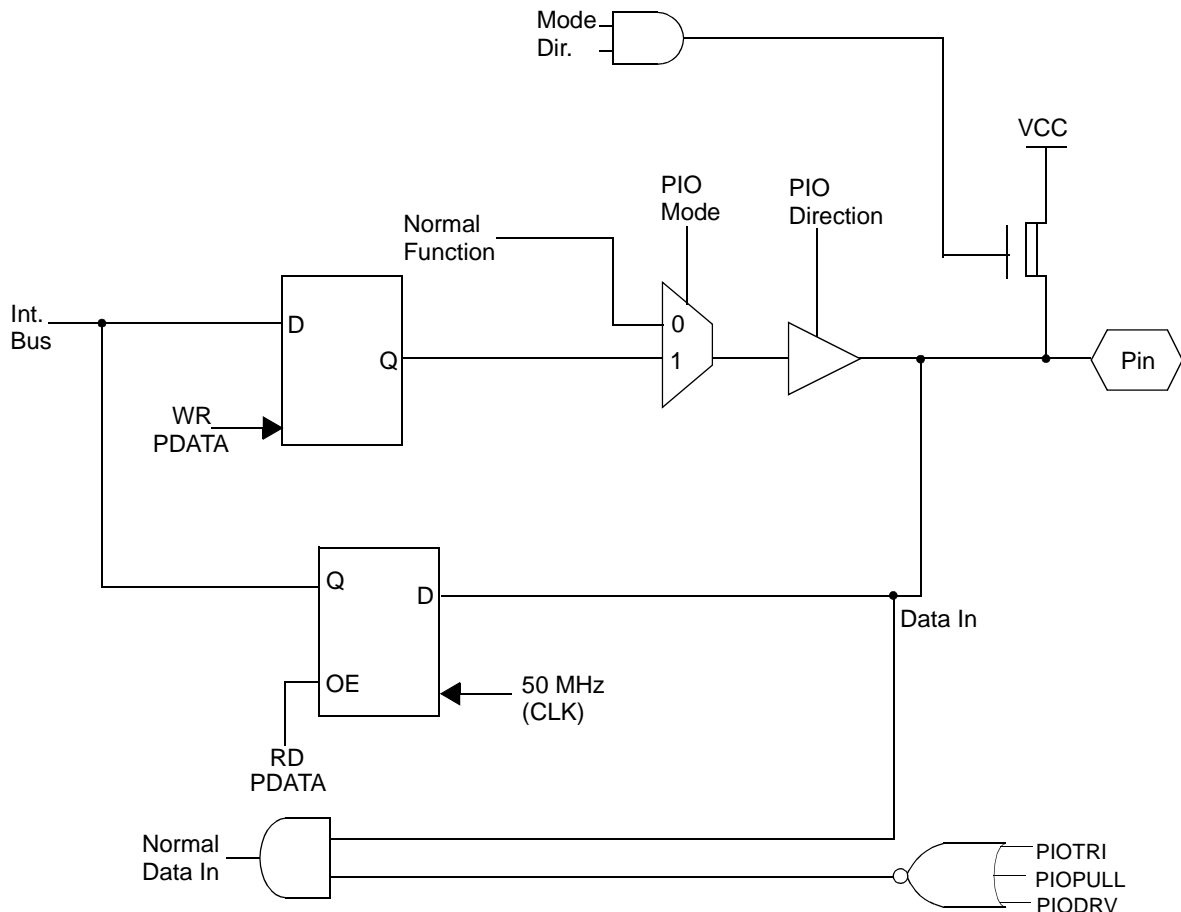 Mode
Dir.
VCC
PIO
Mode
PIO
Direction
Normal
Function
Int.
Bus
D
Q
0
1
Pin
WR
PDATA
Q
D
Data In
OE
50 MHz
(CLK)
RD
PDATA
Normal
Data In
PIOTRI
PIOPULL
PIODRV